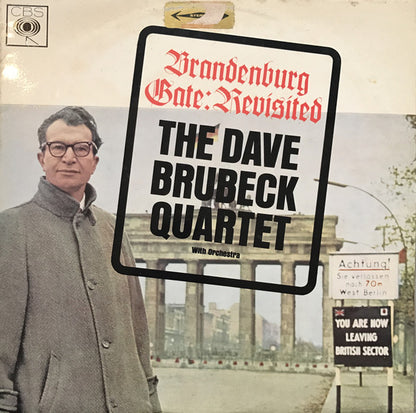 CBS
STEREO
Brandenburg
Gate: Revisited
THE DAVE
BRUBECK
QUARTET
With Orchestra
Achtung!
Sie verlassen
nach 70m
West Berlin
YOU ARE NOW
LEAVING
BRITISH SECTOR